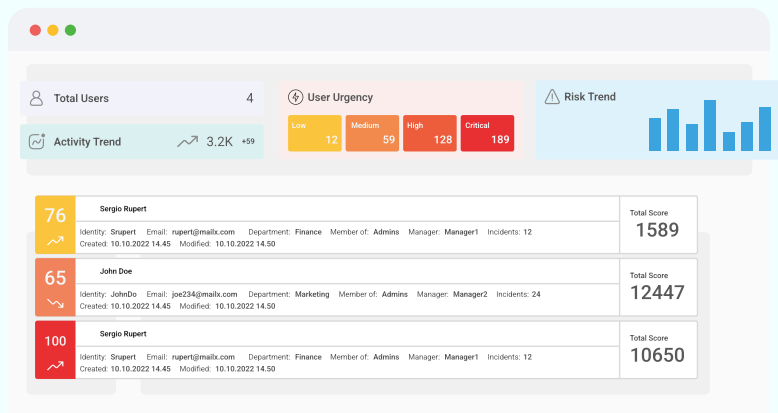 Total Users 4
Activity Trend 3.2K +59
User Urgency
Low Medium High Critical
12 59 128 189
Risk Trend
76
Sergio Rupert
Identity: Srupert Email: rupert@mailx.com Department: Finance Member of: Admins Manager: Manager1 Incidents: 12
Created: 10.10.2022 14.45 Modified: 10.10.2022 14.50
Total Score
1589
65
John Doe
Identity: JohnDo Email: joe234@mailx.com Department: Marketing Member of: Admins Manager: Manager2 Incidents: 24
Created: 10.10.2022 14.45 Modified: 10.10.2022 14.50
Total Score
12447
100
Sergio Rupert
Identity: Srupert Email: rupert@mailx.com Department: Finance Member of: Admins Manager: Manager1 Incidents: 12
Created: 10.10.2022 14.45 Modified: 10.10.2022 14.50
Total Score
10650